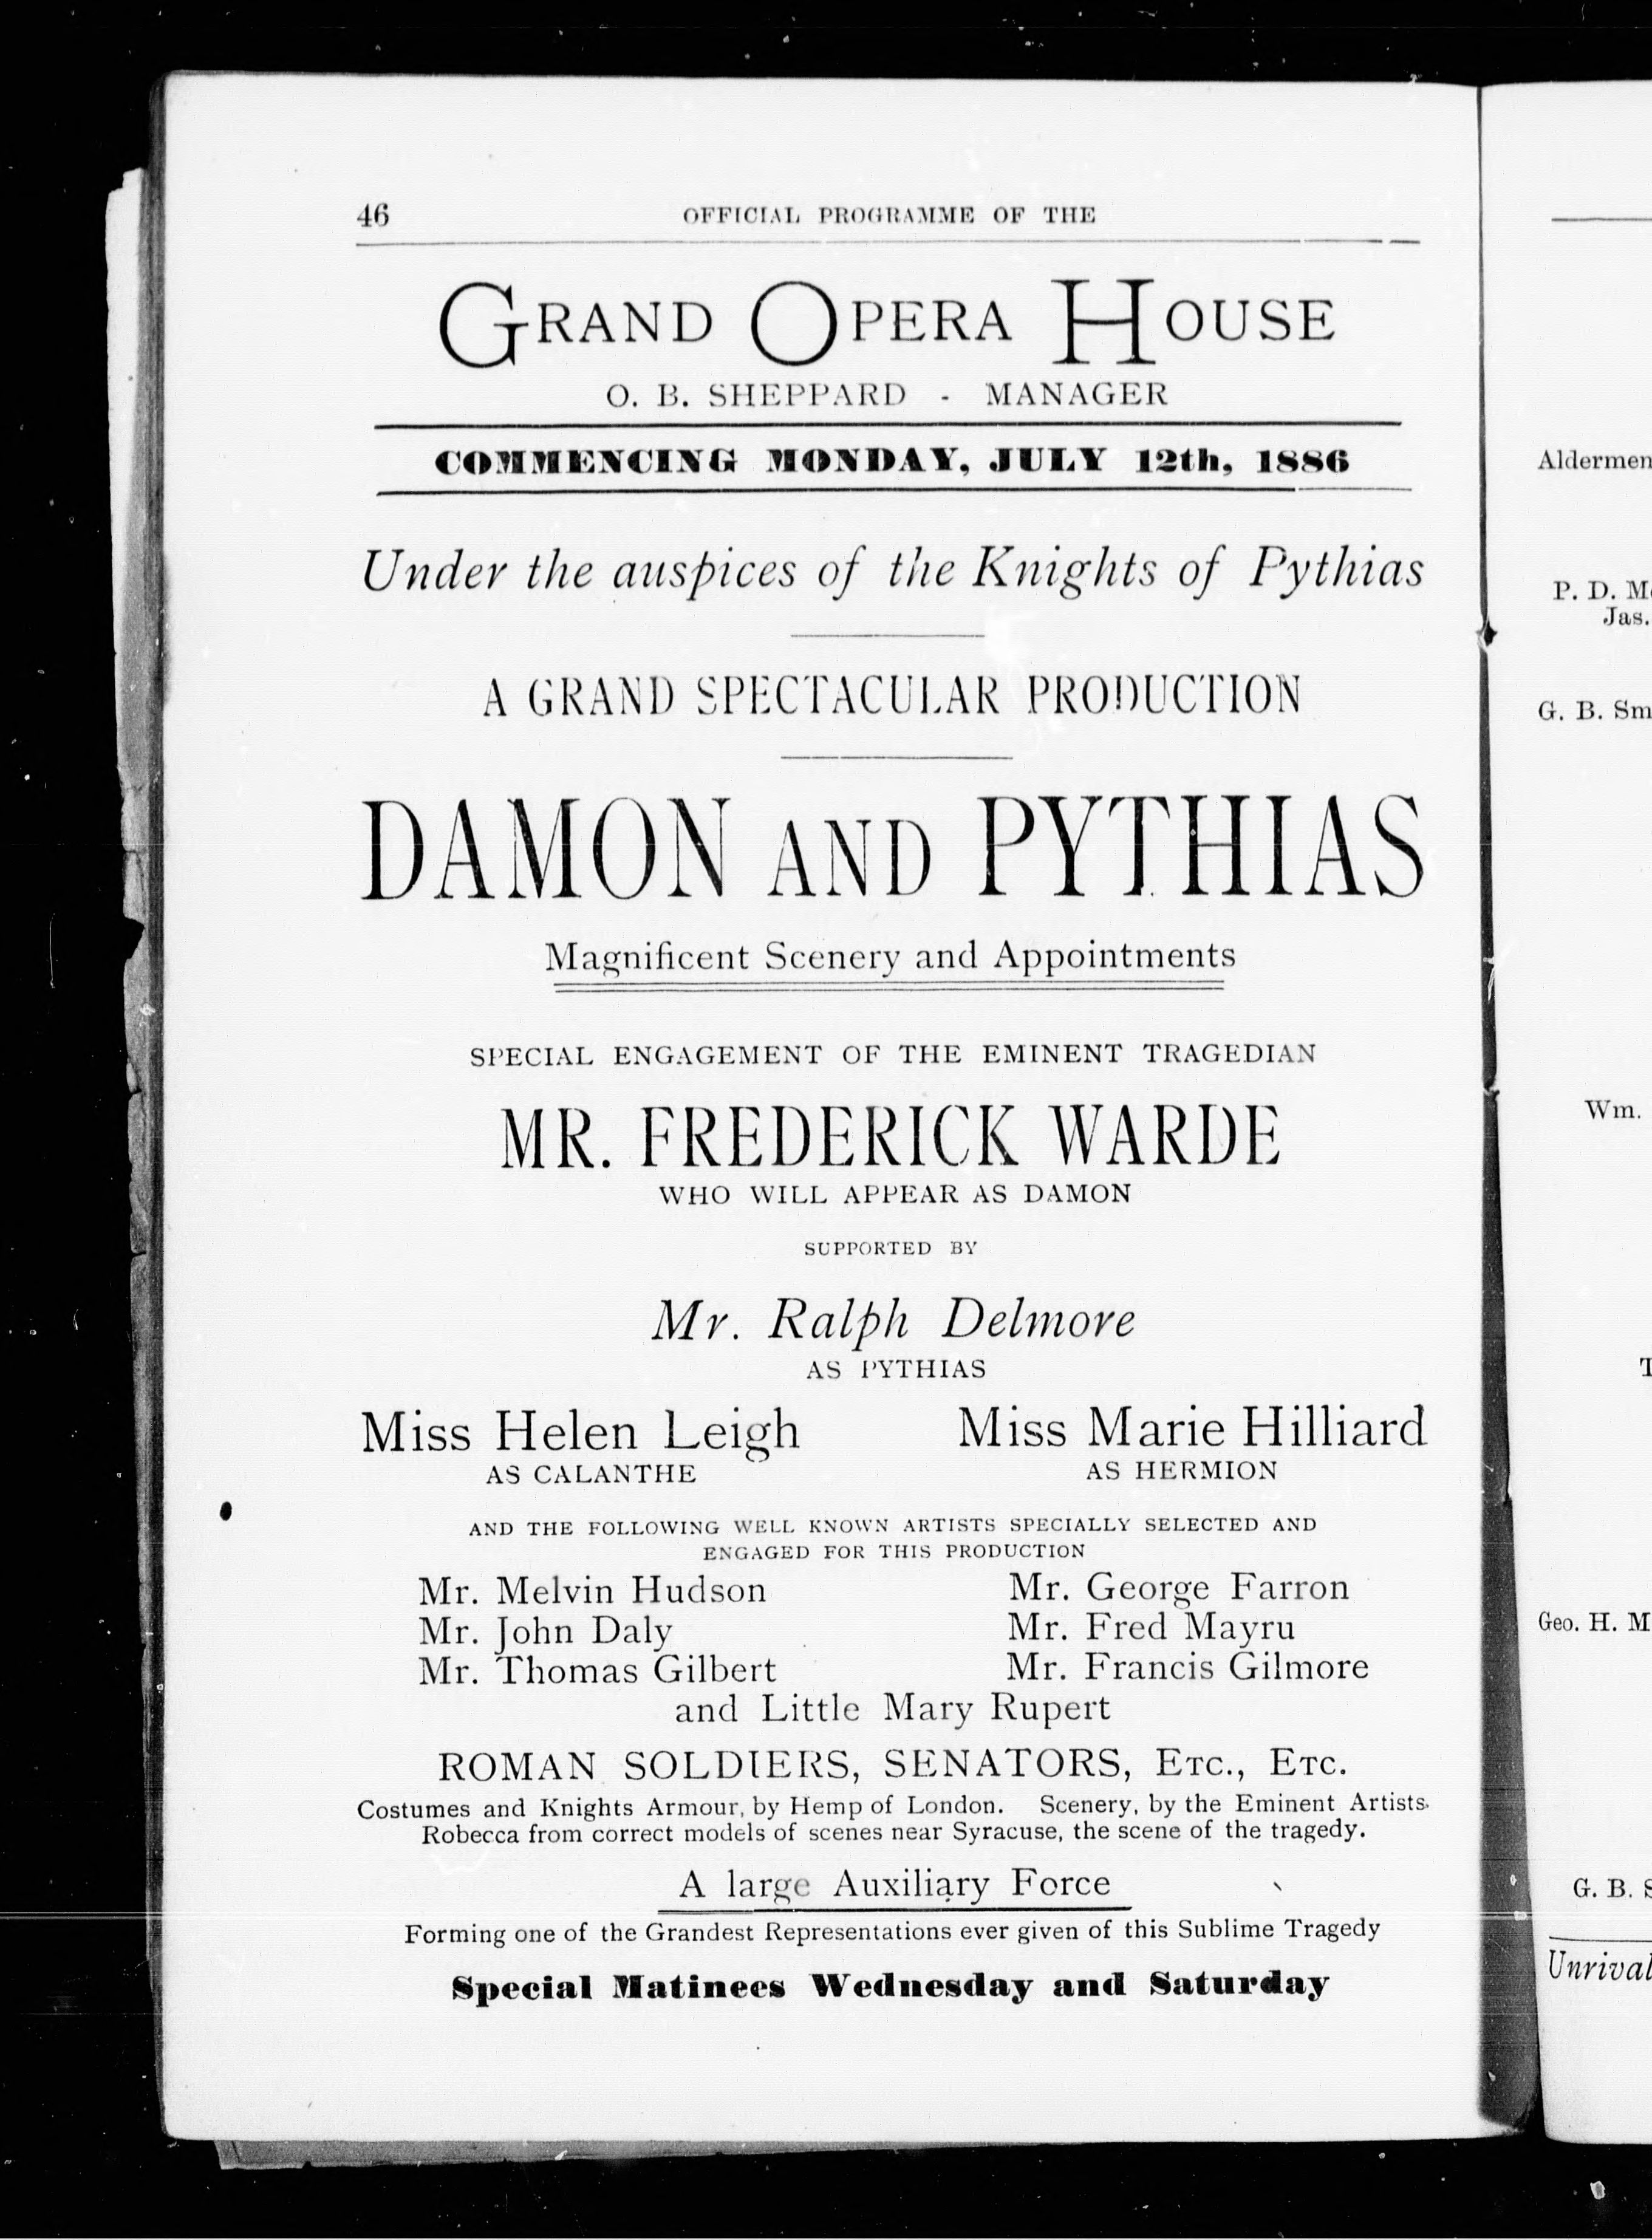 46 OFFICIAL PROGRAMME OF THE
GRAND OPERA HOUSE
O. B. SHEPPARD - MANAGER
COMMENCING MONDAY, JULY 12th, 1886
Under the auspices of the Knights of Pythias
A GRAND SPECTACULAR PRODUCTION
DAMON AND PYTHIAS
Magnificent Scenery and Appointments
SPECIAL ENGAGEMENT OF THE EMINENT TRAGEDIAN
MR. FREDERICK WARDE
WHO WILL APPEAR AS DAMON
SUPPORTED BY
Mr. Ralph Delmore
AS PYTHIAS
Miss Helen Leigh Miss Marie Hilliard
AS CALANTHE AS HERMION
AND THE FOLLOWING WELL KNOWN ARTISTS SPECIALLY SELECTED AND
ENGAGED FOR THIS PRODUCTION
Mr. Melvin Hudson Mr. George Farron
Mr. John Daly Mr. Fred Mayru
Mr. Thomas Gilbert Mr. Francis Gilmore
and Little Mary Rupert
ROMAN SOLDIERS, SENATORS, ETC., ETC.
Costumes and Knights Armour, by Hemp of London. Scenery, by the Eminent Artists.
Robecca from correct models of scenes near Syracuse, the scene of the tragedy.
A large Auxiliary Force
Forming one of the Grandest Representations ever given of this Sublime Tragedy
Special Matinees Wednesday and Saturday
Aldermen
P. D.
Jas.
G. B.
Wm.
Geo. H.
G. B.